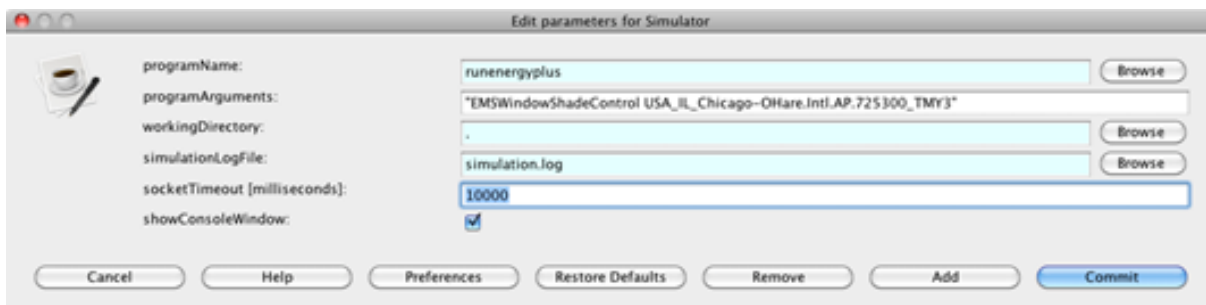 Edit parameters for Simulator
programName: runenergyplus Browse
programArguments: "EMSWindowShadeControl USA_IL_Chicago-OHare.Intl.AP.725300_TMY3"
workingDirectory: . Browse
simulationLogFile: simulation.log Browse
socketTimeout [milliseconds]: 10000
showConsoleWindow:
Cancel Help Preferences Restore Defaults Remove Add Commit